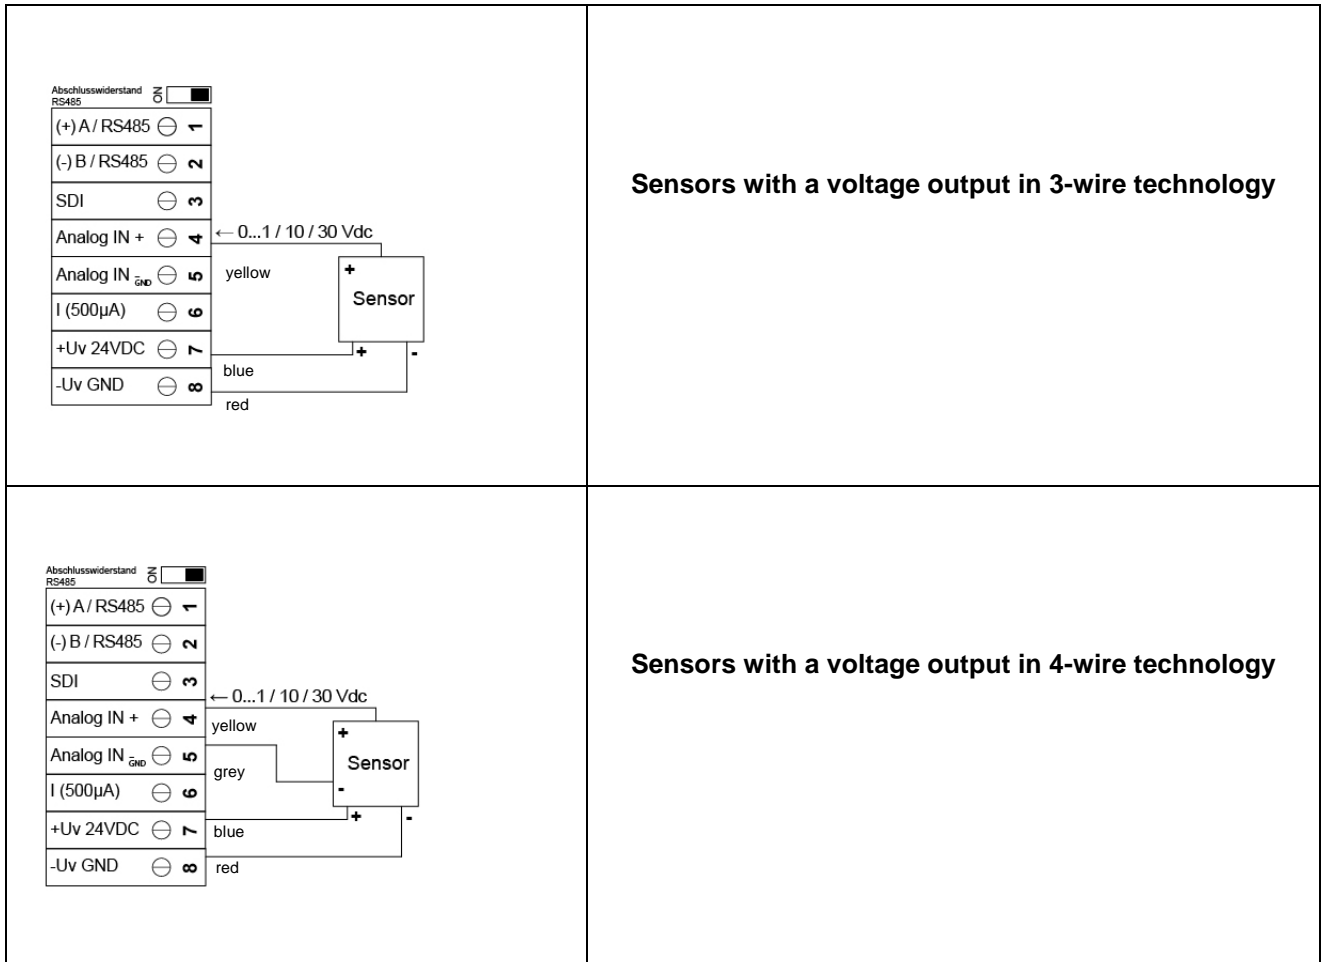 Abschlusswiderstand
RS485
ON
(+) A / RS485 1
(-) B / RS485 2
SDI 3
Analog IN + 4
← 0...1 / 10 / 30 Vdc
Analog IN - GND 5
yellow
+
Sensor
I (500µA) 6
+Uv 24VDC 7
+ -
blue
-Uv GND 8
red
Sensors with a voltage output in 3-wire technology
Abschlusswiderstand
RS485
ON
(+) A / RS485 1
(-) B / RS485 2
SDI 3
← 0...1 / 10 / 30 Vdc
Analog IN + 4
yellow
+
Analog IN - GND 5
Sensor
grey
-
I (500µA) 6
+ -
+Uv 24VDC 7
blue
-Uv GND 8
red
Sensors with a voltage output in 4-wire technology